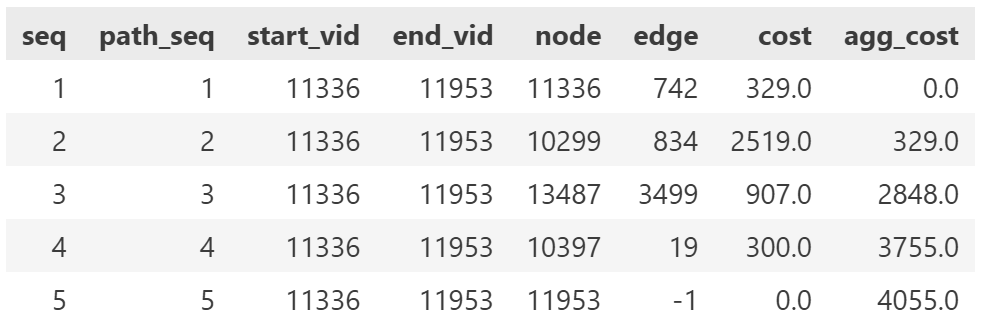 seq path_seq start_vid end_vid node edge cost agg_cost
1 1 11336 11953 11336 742 329.0 0.0
2 2 11336 11953 10299 834 2519.0 329.0
3 3 11336 11953 13487 3499 907.0 2848.0
4 4 11336 11953 10397 19 300.0 3755.0
5 5 11336 11953 11953 -1 0.0 4055.0